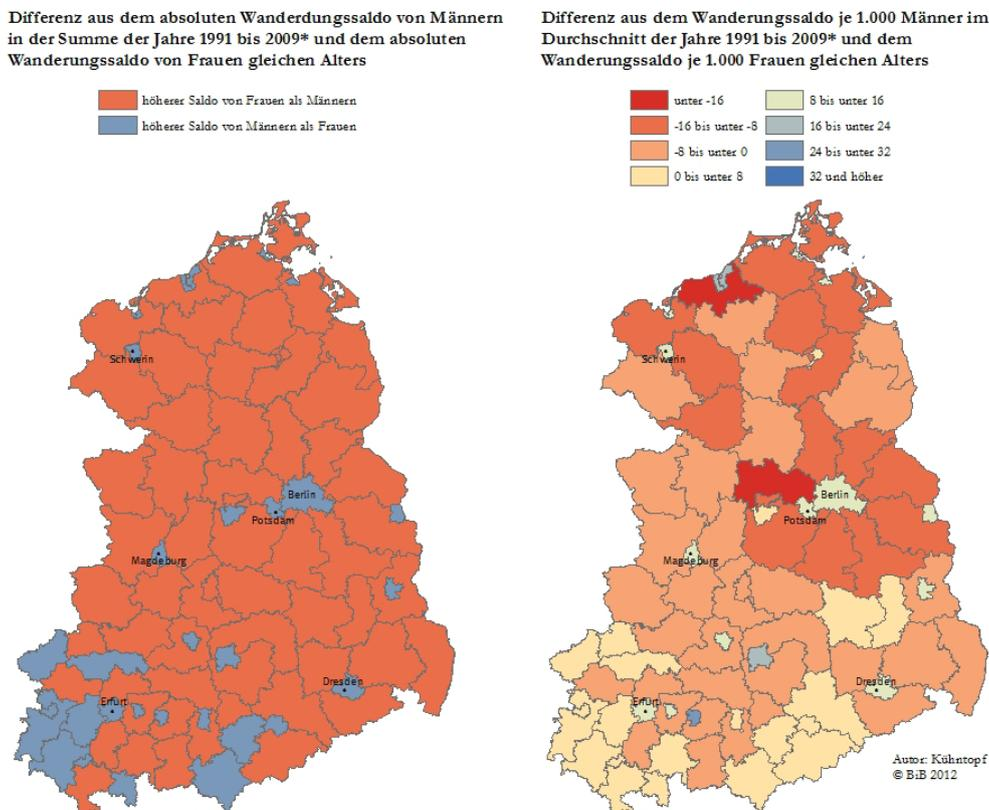 Differenz aus dem absoluten Wanderdungssaldo von Männern
in der Summe der Jahre 1991 bis 2009* und dem absoluten
Wanderungssaldo von Frauen gleichen Alters
höherer Saldo von Frauen als Männern
höherer Saldo von Männern als Frauen
Schwerin
Berlin
Potsdam
Magdeburg
Dresden
Erfurt
Differenz aus dem Wanderungssaldo je 1.000 Männer im
Durchschnitt der Jahre 1991 bis 2009* und dem
Wanderungssaldo je 1.000 Frauen gleichen Alters
unter -16
-16 bis unter -8
-8 bis unter 0
0 bis unter 8
8 bis unter 16
16 bis unter 24
24 bis unter 32
32 und höher
Schwerin
Berlin
Potsdam
Magdeburg
Dresden
Erfurt
Autor: Kühntopf
© BiB 2012